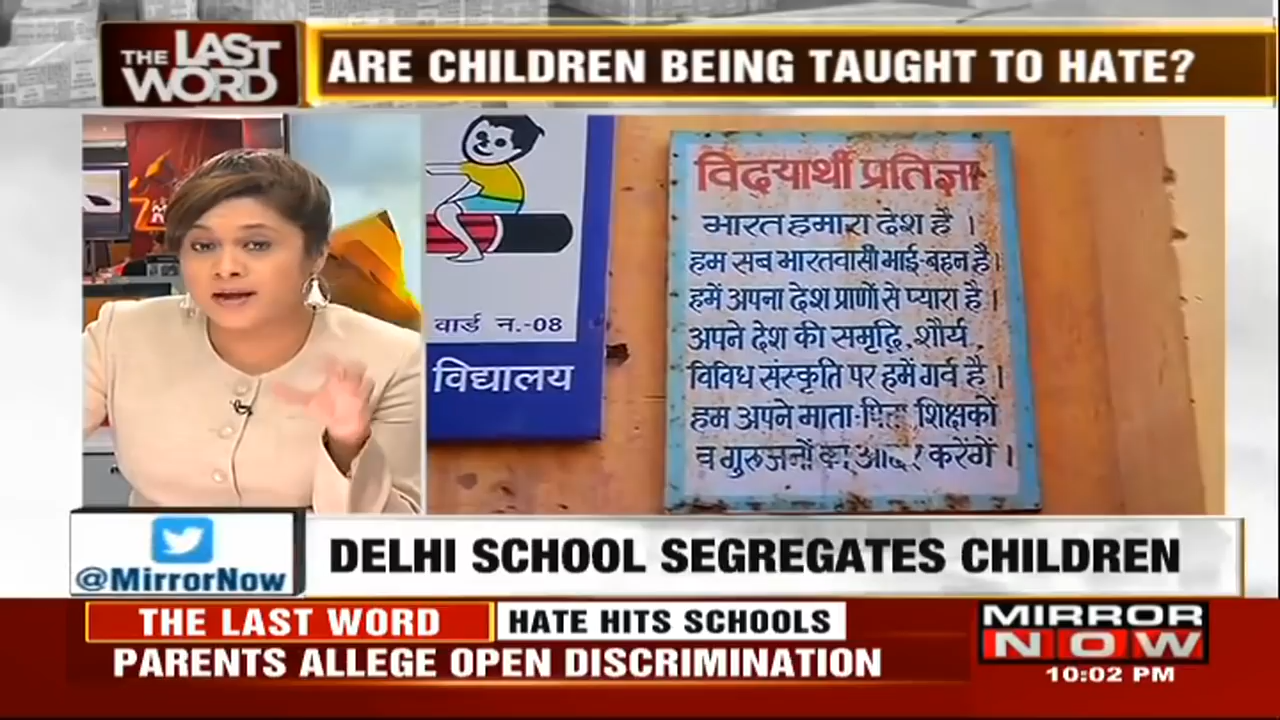 THE LAST WORD
ARE CHILDREN BEING TAUGHT TO HATE?
वार्ड न.-08
विद्यालय
विद्यार्थी प्रतिज्ञा
भारत हमारा देश है ।
हम सब भारतवासी भाई-बहन है।
हमें अपना देश प्राणों से प्यारा है ।
अपने देश की समृद्धि, शौर्य,
विविध संस्कृति पर हमें गर्व है ।
हम अपने माता-पिता शिक्षकों
व गुरुजनों का आदर करेंगें ।
@MirrorNow
DELHI SCHOOL SEGREGATES CHILDREN
THE LAST WORD
HATE HITS SCHOOLS
PARENTS ALLEGE OPEN DISCRIMINATION
MIRROR
NOW
10:02 PM